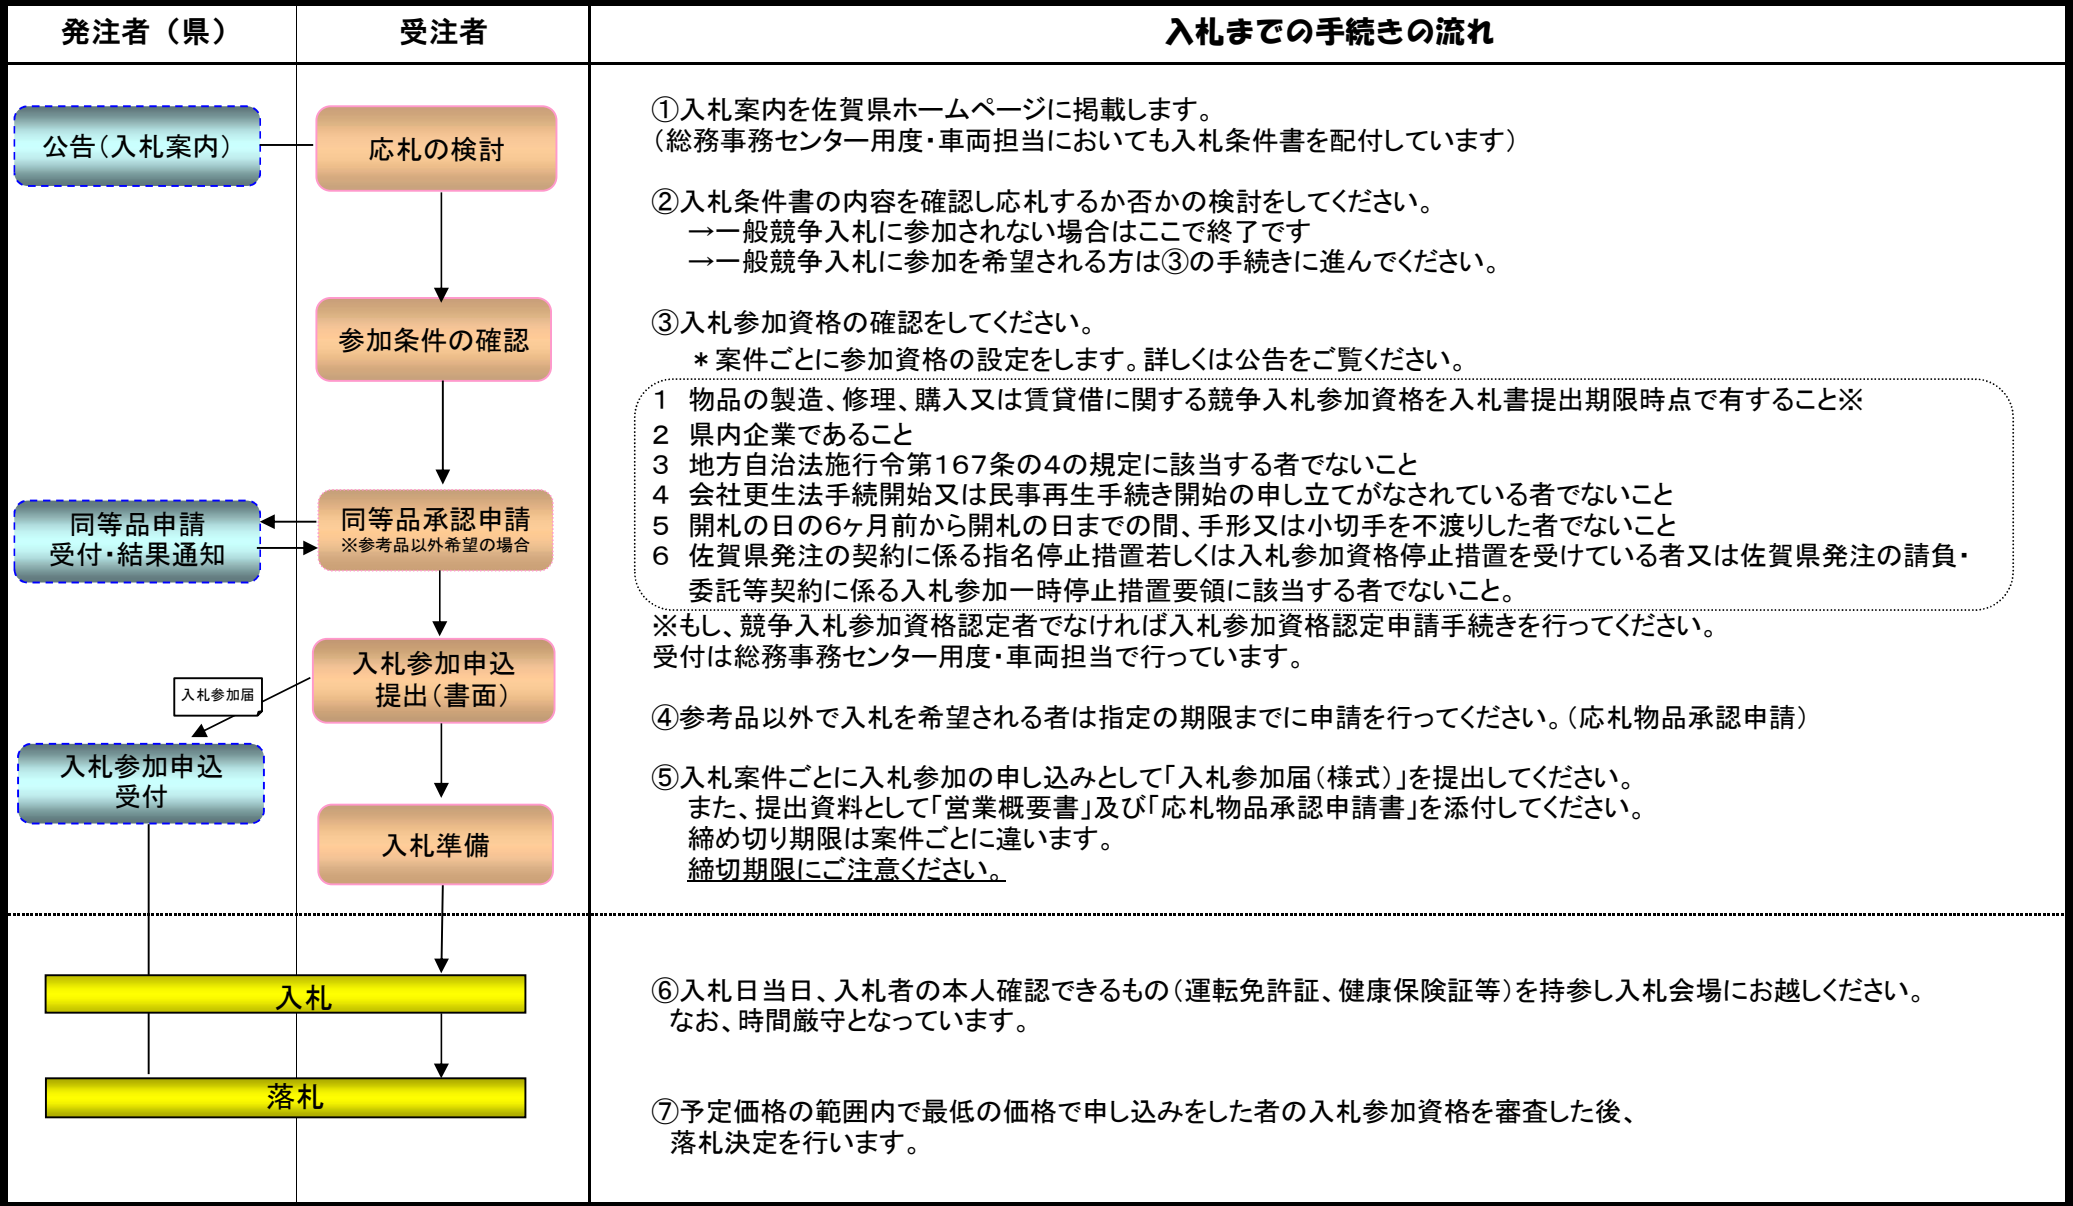 発注者（県）
受注者
入札までの手続きの流れ
公告（入札案内）
応札の検討
参加条件の確認
同等品申請
受付・結果通知
同等品承認申請
※参考品以外希望の場合
入札参加申込
提出（書面）
入札参加届
入札参加申込
受付
入札準備
入札
落札
①入札案内を佐賀県ホームページに掲載します。
（総務事務センター用度・車両担当においても入札条件書を配付しています）
②入札条件書の内容を確認し応札するか否かの検討をしてください。
→一般競争入札に参加されない場合はここで終了です
→一般競争入札に参加を希望される方は③の手続きに進んでください。
③入札参加資格の確認をしてください。
＊案件ごとに参加資格の設定をします。詳しくは公告をご覧ください。
１　物品の製造、修理、購入又は賃貸借に関する競争入札参加資格を入札書提出期限時点で有すること※
２　県内企業であること
３　地方自治法施行令第１６７条の４の規定に該当する者でないこと
４　会社更生法手続開始又は民事再生手続き開始の申し立てがなされている者でないこと
５　開札の日の６ヶ月前から開札の日までの間、手形又は小切手を不渡りした者でないこと
６　佐賀県発注の契約に係る指名停止措置若しくは入札参加資格停止措置を受けている者又は佐賀県発注の請負・
委託等契約に係る入札参加一時停止措置要領に該当する者でないこと。
※もし、競争入札参加資格認定者でなければ入札参加資格認定申請手続きを行ってください。
受付は総務事務センター用度・車両担当で行っています。
④参考品以外で入札を希望される者は指定の期限までに申請を行ってください。（応札物品承認申請）
⑤入札案件ごとに入札参加の申し込みとして「入札参加届（様式）」を提出してください。
また、提出資料として「営業概要書」及び「応札物品承認申請書」を添付してください。
締め切り期限は案件ごとに違います。
締切期限にご注意ください。
⑥入札日当日、入札者の本人確認できるもの（運転免許証、健康保険証等）を持参し入札会場にお越しください。
なお、時間厳守となっています。
⑦予定価格の範囲内で最低の価格で申し込みをした者の入札参加資格を審査した後、
落札決定を行います。